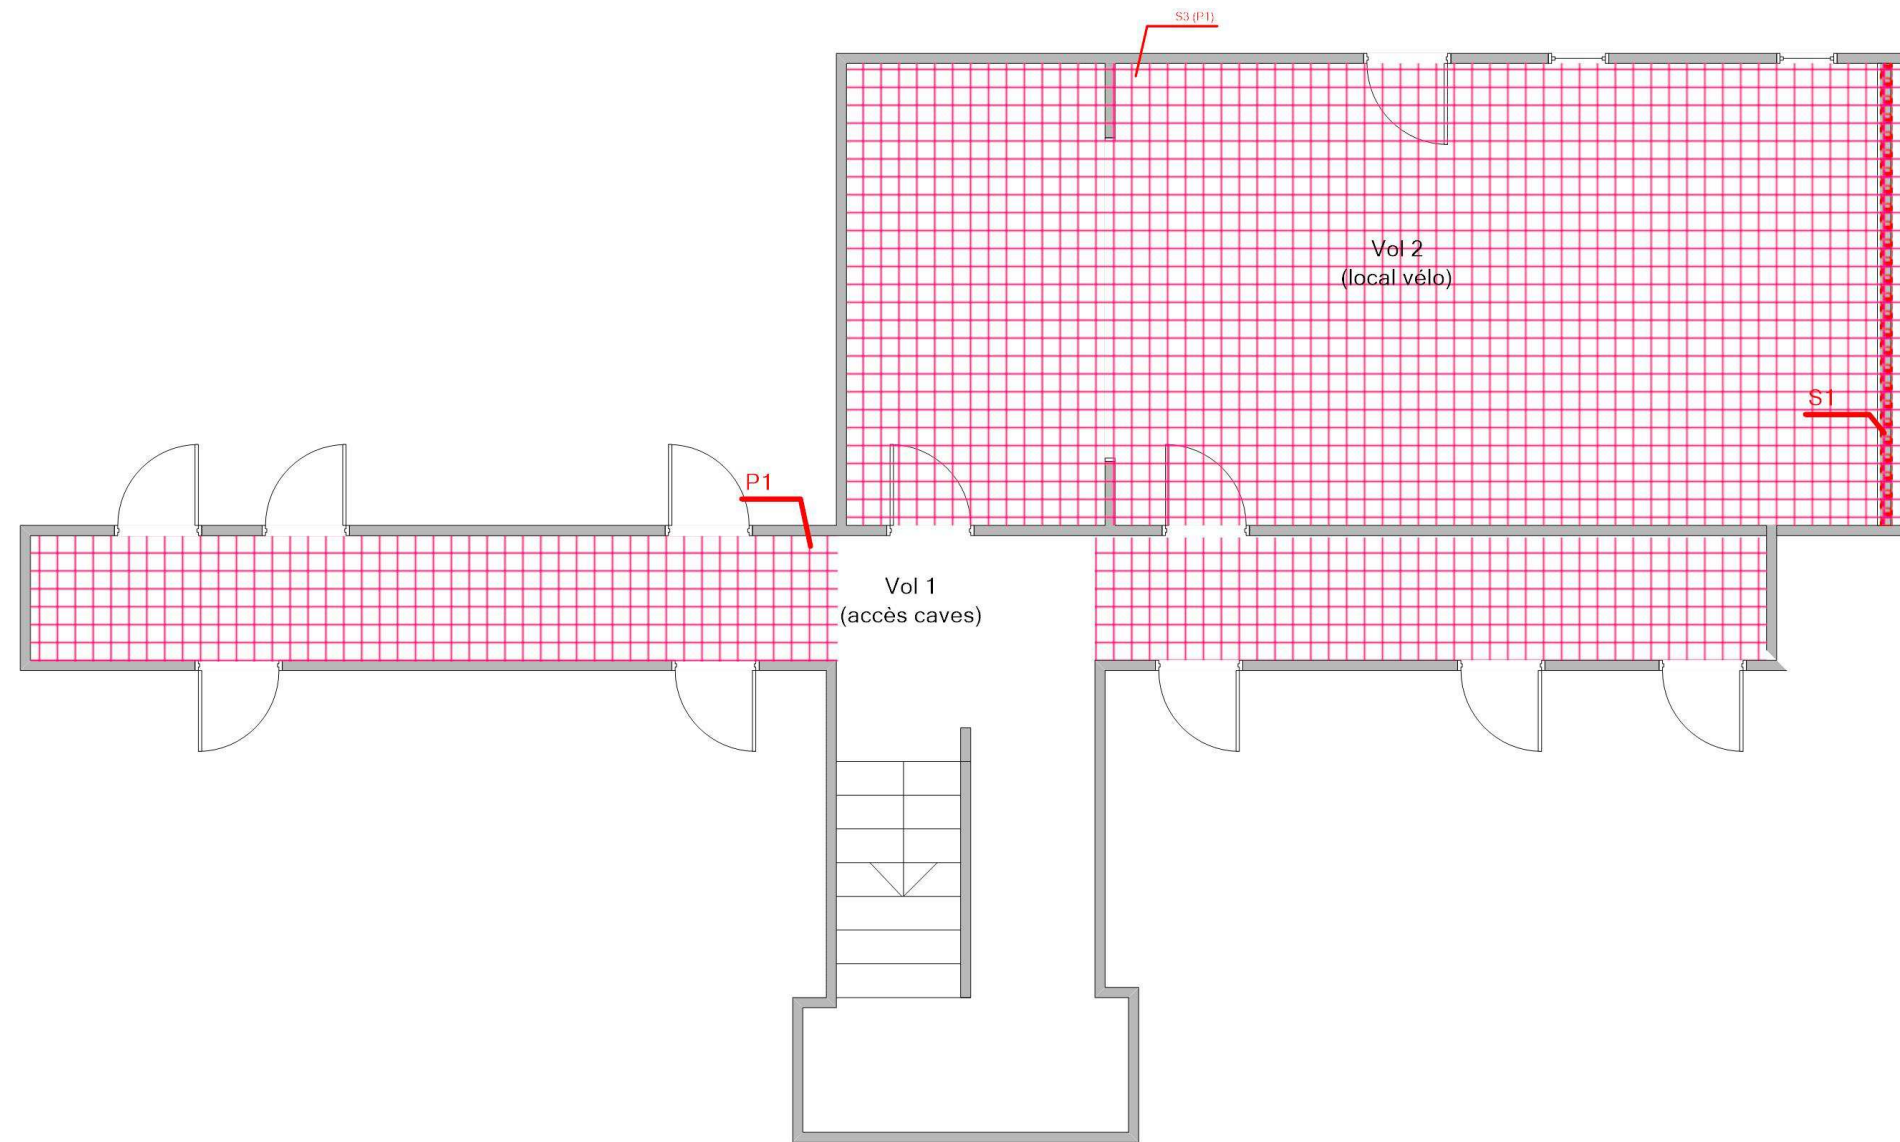 S3 (P1)
Vol 2
(local vélo)
S1
P1
Vol 1
(accès caves)